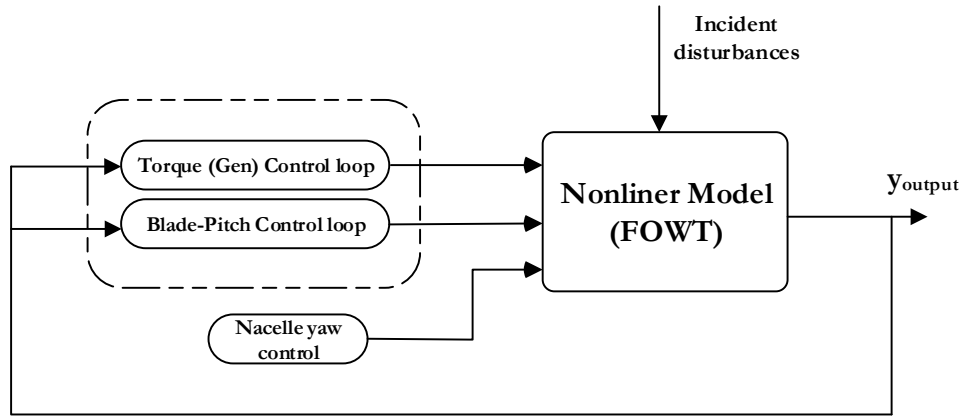 Incident
disturbances
Torque (Gen) Control loop
Blade-Pitch Control loop
Nonliner Model
(FOWT)
youtput
Nacelle yaw
control